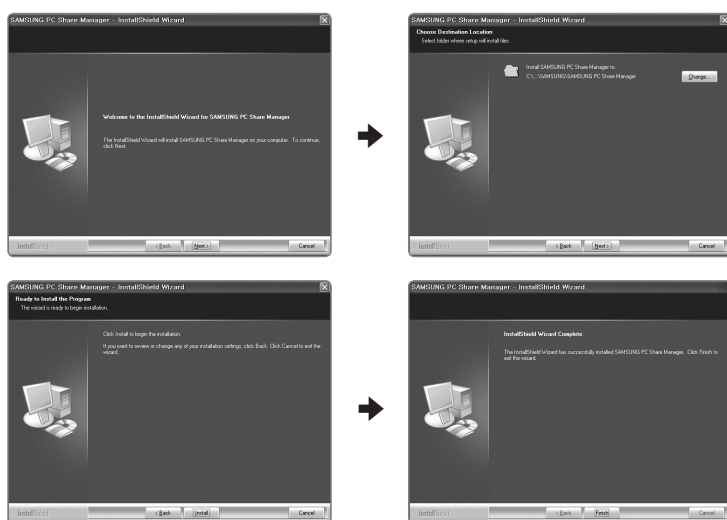 SAMSUNG PC Share Manager - InstallShield Wizard
Welcome to the InstallShield Wizard for SAMSUNG PC Share Manager
The InstallShield Wizard will install SAMSUNG PC Share Manager on your computer. To continue,
click Next.
InstallShield
< Back
Next >
Cancel
SAMSUNG PC Share Manager - InstallShield Wizard
Choose Destination Location
Select folder where setup will install files.
Install SAMSUNG PC Share Manager to:
C:\...\SAMSUNG\SAMSUNG PC Share Manager
Change...
InstallShield
< Back
Next >
Cancel
SAMSUNG PC Share Manager - InstallShield Wizard
Ready to Install the Program
The wizard is ready to begin installation.
Click Install to begin the installation.
If you want to review or change any of your installation settings, click Back. Click Cancel to exit the
wizard.
InstallShield
< Back
Install
Cancel
SAMSUNG PC Share Manager - InstallShield Wizard
InstallShield Wizard Complete
The InstallShield Wizard has successfully installed SAMSUNG PC Share Manager. Click Finish to
exit the wizard.
InstallShield
< Back
Finish
Cancel